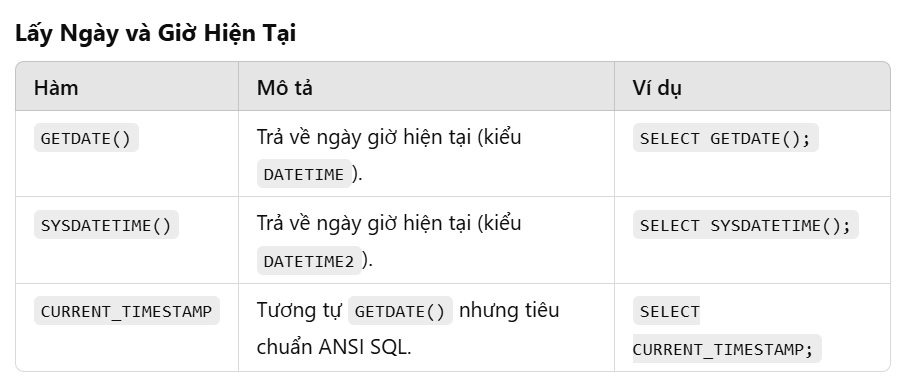 Lấy Ngày và Giờ Hiện Tại
Hàm Mô tả Ví dụ
GETDATE() Trả về ngày giờ hiện tại (kiểu SELECT GETDATE();
DATETIME ).
SYSDATETIME() Trả về ngày giờ hiện tại (kiểu SELECT SYSDATETIME();
DATETIME2 ).
CURRENT_TIMESTAMP Tương tự GETDATE() nhưng tiêu SELECT
chuẩn ANSI SQL. CURRENT_TIMESTAMP;